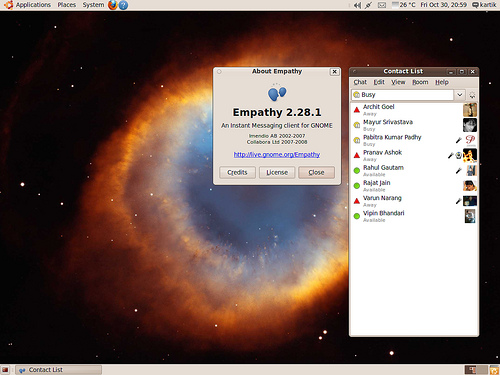 Applications Places System 26 °C Fri Oct 30, 20:59 kartik
About Empathy
Empathy 2.28.1
An Instant Messaging client for GNOME
Imendio AB 2002-2007
Collabora Ltd 2007-2008
http://live.gnome.org/Empathy
Credits License Close
Contact List
Chat Edit View Room Help
Busy
Archit Goel
Away
Mayur Srivastava
Busy
Pabitra Kumar Padhy
Busy
Pranav Ashok
Away
Rahul Gautam
Available
Rajat Jain
Available
Varun Narang
Away
Vipin Bhandari
Available
Contact List